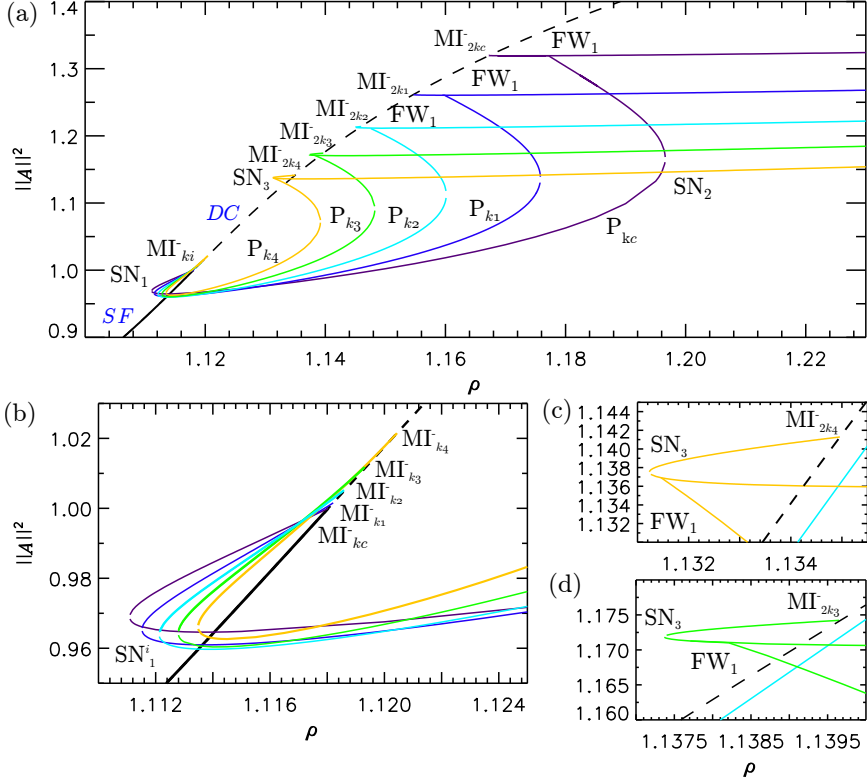 (a)
1.4
1.3
1.2
1.1
1.0
0.9
||A||²
MI⁻2kc
FW1
MI⁻2k1
FW1
MI⁻2k2
FW1
MI⁻2k3
MI⁻2k4
SN3
SN2
DC
Pk4
Pk3
Pk2
Pk1
Pkc
MI⁻ki
SN1
SF
1.12
1.14
1.16
1.18
1.20
1.22
ρ
(b)
1.02
1.00
0.98
0.96
||A||²
MI⁻k4
MI⁻k3
MI⁻k2
MI⁻k1
MI⁻kc
SNⁱ1
1.112
1.116
1.120
1.124
ρ
(c)
1.144
1.142
1.140
1.138
1.136
1.134
1.132
MI⁻2k4
SN3
FW1
1.132
1.134
(d)
1.175
1.170
1.165
1.160
MI⁻2k3
SN3
FW1
1.1375
1.1385
1.1395
ρ